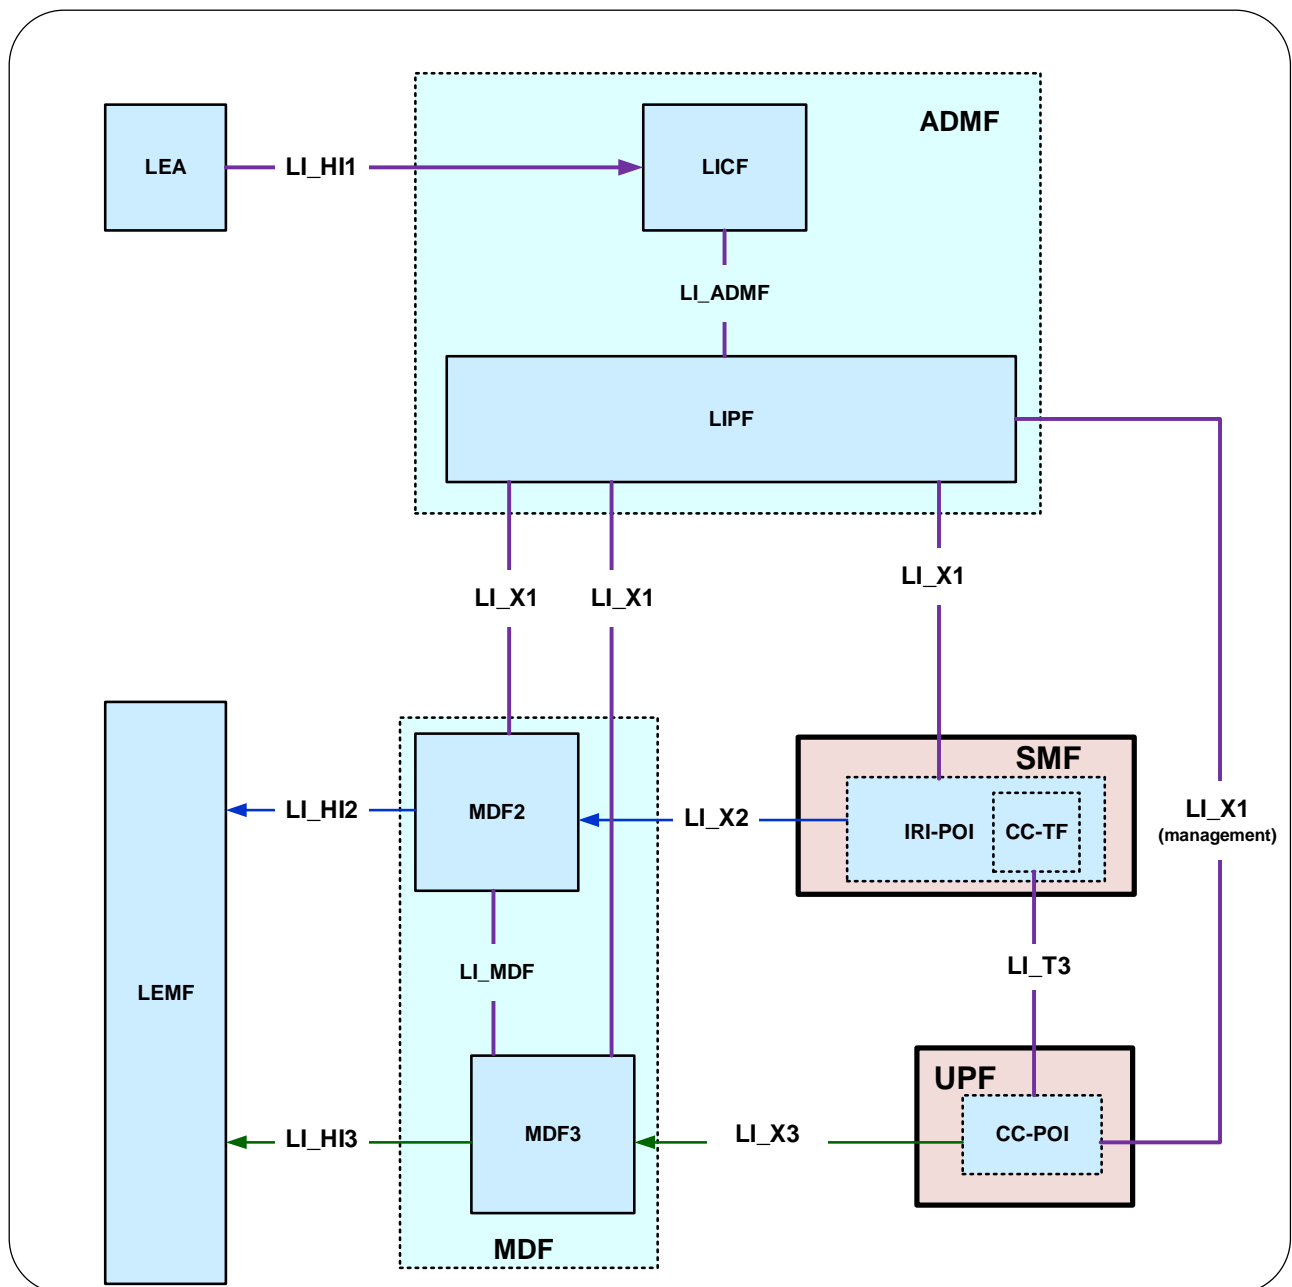 ADMF
LEA
LI_HI1
LICF
LI_ADMF
LIPF
LI_X1
LI_X1
LI_X1
SMF
LI_HI2
MDF2
LI_X2
IRI-POI
CC-TF
LI_X1
(management)
LI_MDF
LI_T3
LEMF
UPF
LI_HI3
MDF3
LI_X3
CC-POI
MDF